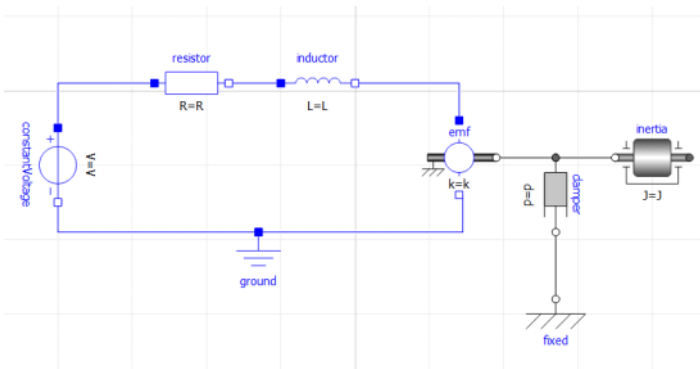 resistor
inductor
R=R
L=L
constantVoltage
+
V=V
−
emf
k=k
inertia
J=J
damper
d=d
ground
fixed